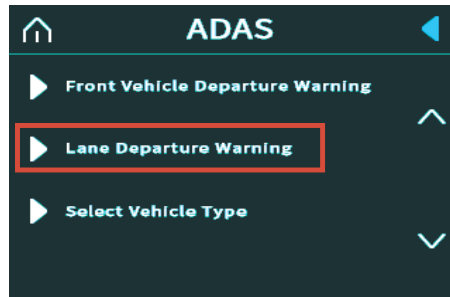 ADAS
Front Vehicle Departure Warning
Lane Departure Warning
Select Vehicle Type